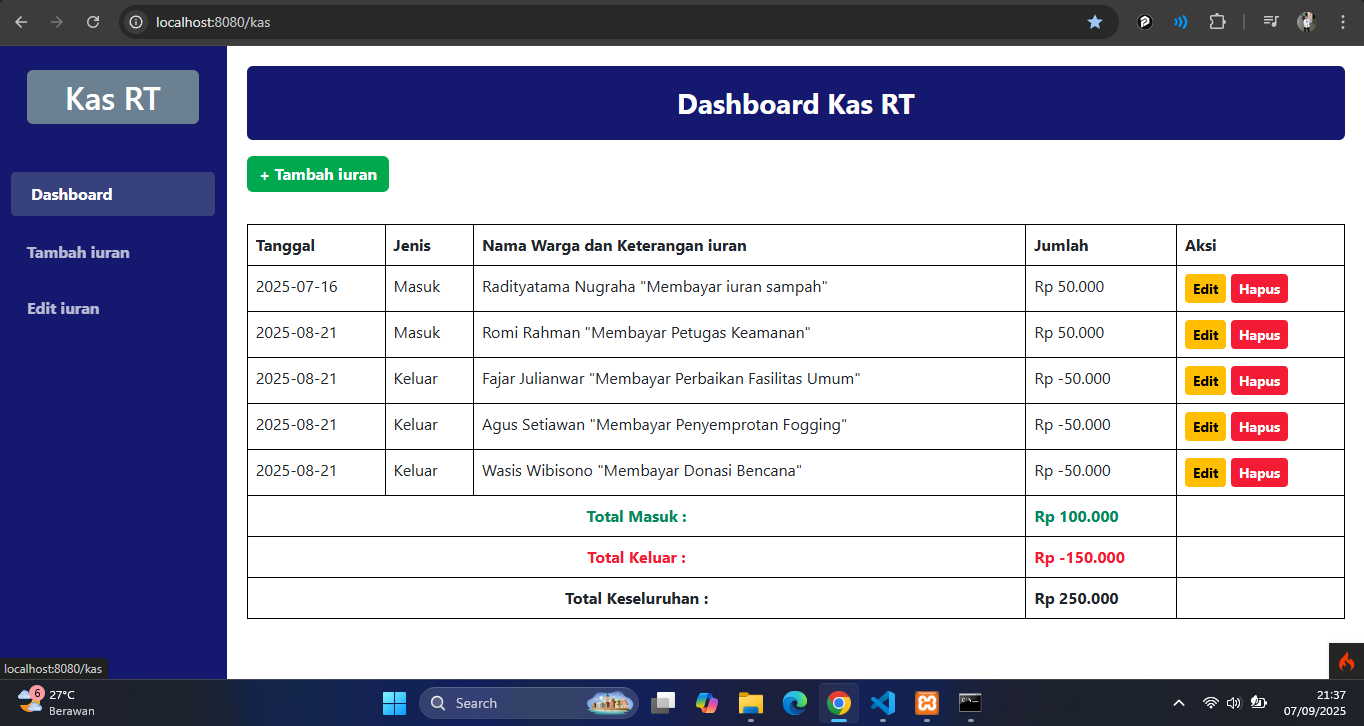 localhost:8080/kas
Kas RT
Dashboard
Tambah iuran
Edit iuran
Dashboard Kas RT
+ Tambah iuran
Tanggal Jenis Nama Warga dan Keterangan iuran Jumlah Aksi
2025-07-16 Masuk Radityatama Nugraha "Membayar iuran sampah" Rp 50.000 Edit Hapus
2025-08-21 Masuk Romi Rahman "Membayar Petugas Keamanan" Rp 50.000 Edit Hapus
2025-08-21 Keluar Fajar Julianwar "Membayar Perbaikan Fasilitas Umum" Rp -50.000 Edit Hapus
2025-08-21 Keluar Agus Setiawan "Membayar Penyemprotan Fogging" Rp -50.000 Edit Hapus
2025-08-21 Keluar Wasis Wibisono "Membayar Donasi Bencana" Rp -50.000 Edit Hapus
Total Masuk : Rp 100.000
Total Keluar : Rp -150.000
Total Keseluruhan : Rp 250.000
localhost:8080/kas
6
27°C
Berawan
Search
21:37
07/09/2025